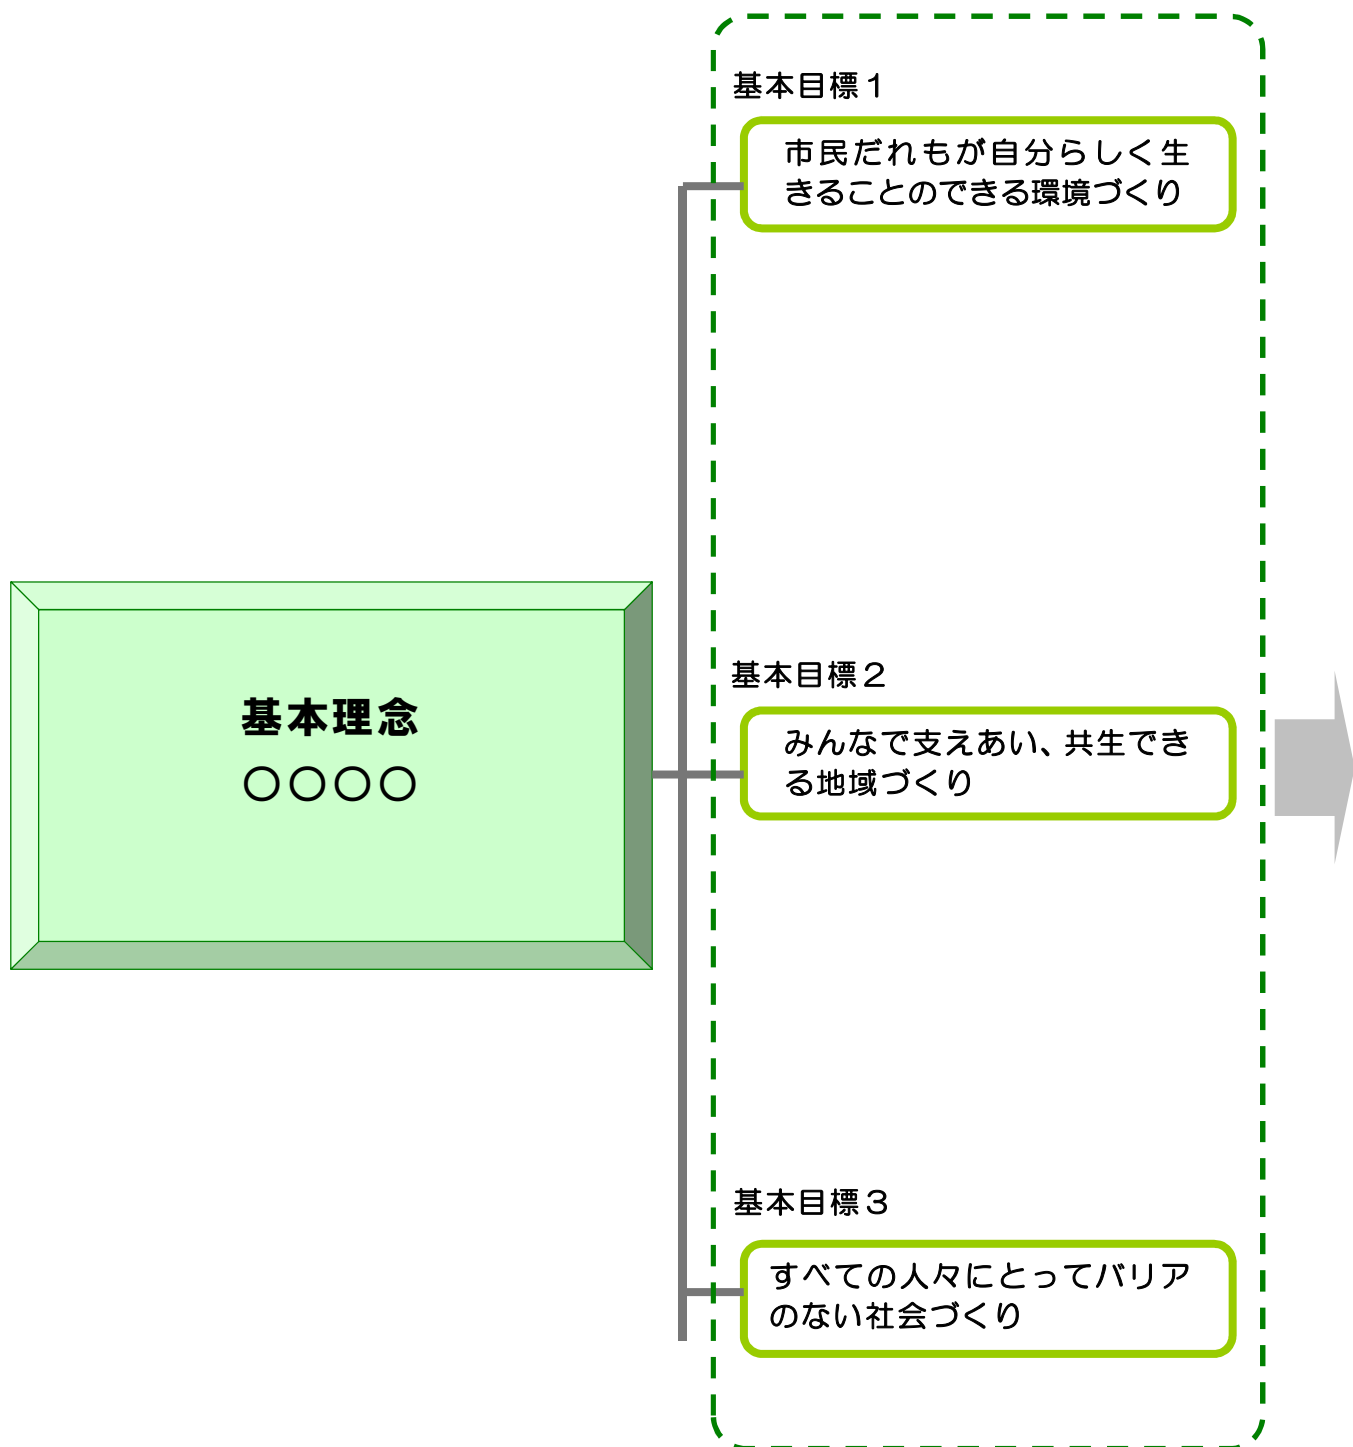 基本目標１
市民だれもが自分らしく生
きることのできる環境づくり
基本理念
〇〇〇〇
基本目標２
みんなで支えあい、共生でき
る地域づくり
基本目標３
すべての人々にとってバリア
のない社会づくり